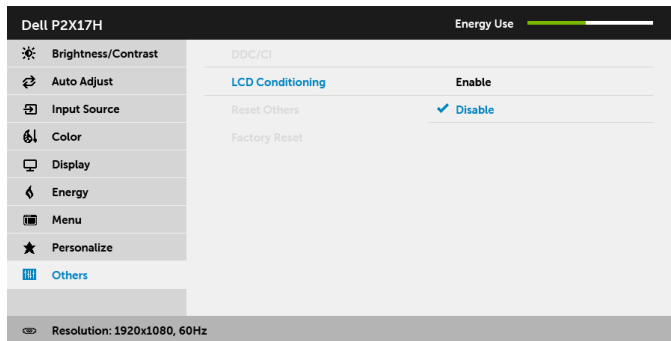 Dell P2X17H
Energy Use
Brightness/Contrast
DDC/CI
Auto Adjust
LCD Conditioning
Enable
Input Source
Reset Others
Disable
Color
Factory Reset
Display
Energy
Menu
Personalize
Others
Resolution: 1920x1080, 60Hz